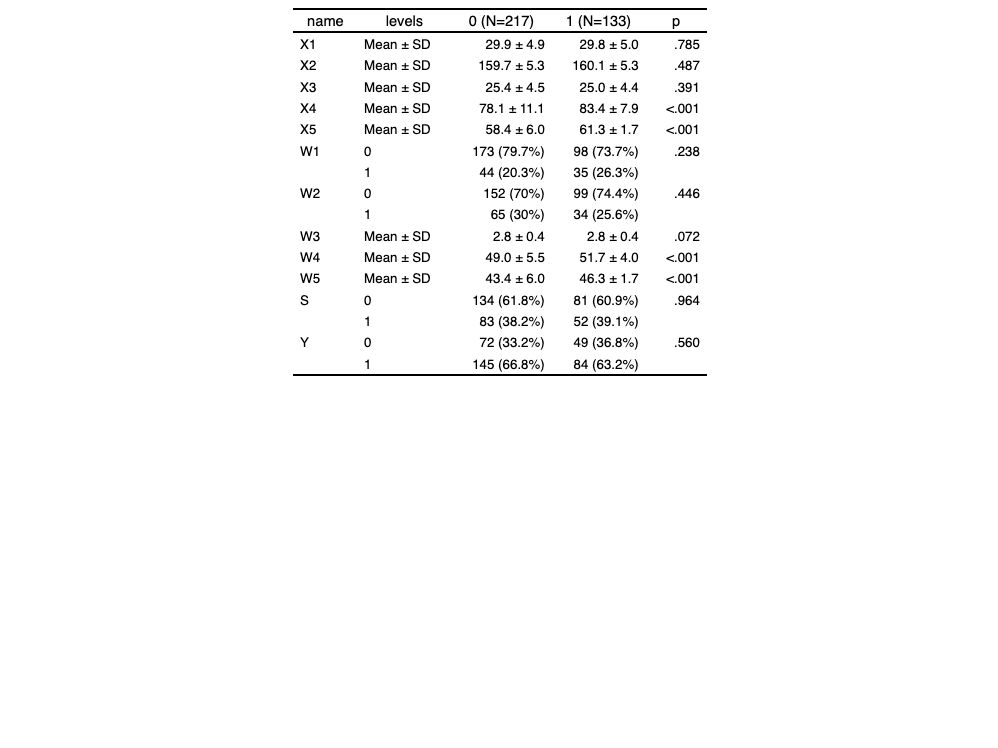 name levels 0 (N=217) 1 (N=133) p
X1 Mean ± SD 29.9 ± 4.9 29.8 ± 5.0 .785
X2 Mean ± SD 159.7 ± 5.3 160.1 ± 5.3 .487
X3 Mean ± SD 25.4 ± 4.5 25.0 ± 4.4 .391
X4 Mean ± SD 78.1 ± 11.1 83.4 ± 7.9 <.001
X5 Mean ± SD 58.4 ± 6.0 61.3 ± 1.7 <.001
W1 0 173 (79.7%) 98 (73.7%) .238
1 44 (20.3%) 35 (26.3%)
W2 0 152 (70%) 99 (74.4%) .446
1 65 (30%) 34 (25.6%)
W3 Mean ± SD 2.8 ± 0.4 2.8 ± 0.4 .072
W4 Mean ± SD 49.0 ± 5.5 51.7 ± 4.0 <.001
W5 Mean ± SD 43.4 ± 6.0 46.3 ± 1.7 <.001
S 0 134 (61.8%) 81 (60.9%) .964
1 83 (38.2%) 52 (39.1%)
Y 0 72 (33.2%) 49 (36.8%) .560
1 145 (66.8%) 84 (63.2%)